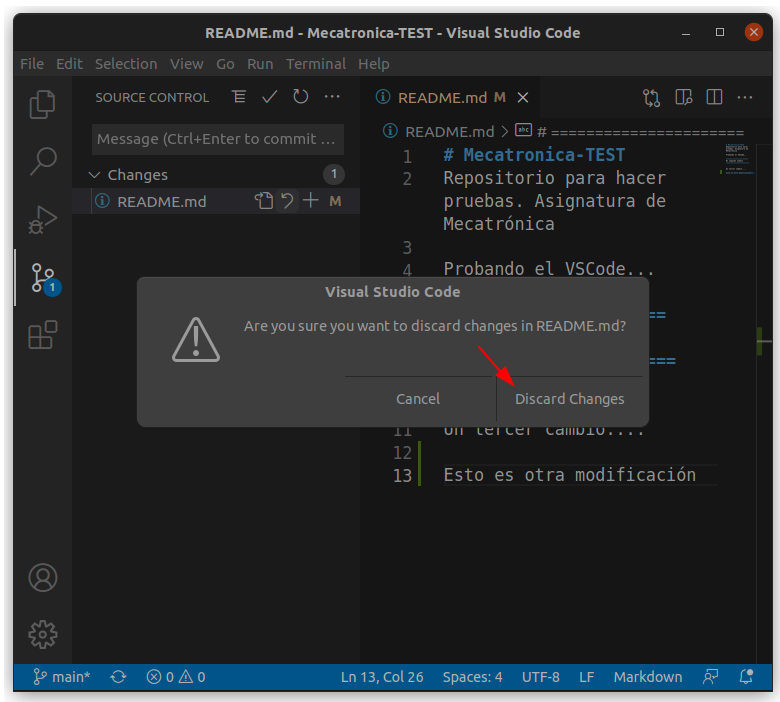 README.md - Mecatronica-TEST - Visual Studio Code
File Edit Selection View Go Run Terminal Help
SOURCE CONTROL
README.md M
README.md > abc # ======================
Message (Ctrl+Enter to commit ...
Changes 1
README.md M
1 # Mecatronica-TEST
2 Repositorio para hacer
pruebas. Asignatura de
Mecatrónica
3
4 Probando el VSCode...
1
Visual Studio Code
Are you sure you want to discard changes in README.md?
==
===
Cancel Discard Changes
11 Un tercer cambio....
12
13 Esto es otra modificación
main* 0 0 Ln 13, Col 26 Spaces: 4 UTF-8 LF Markdown